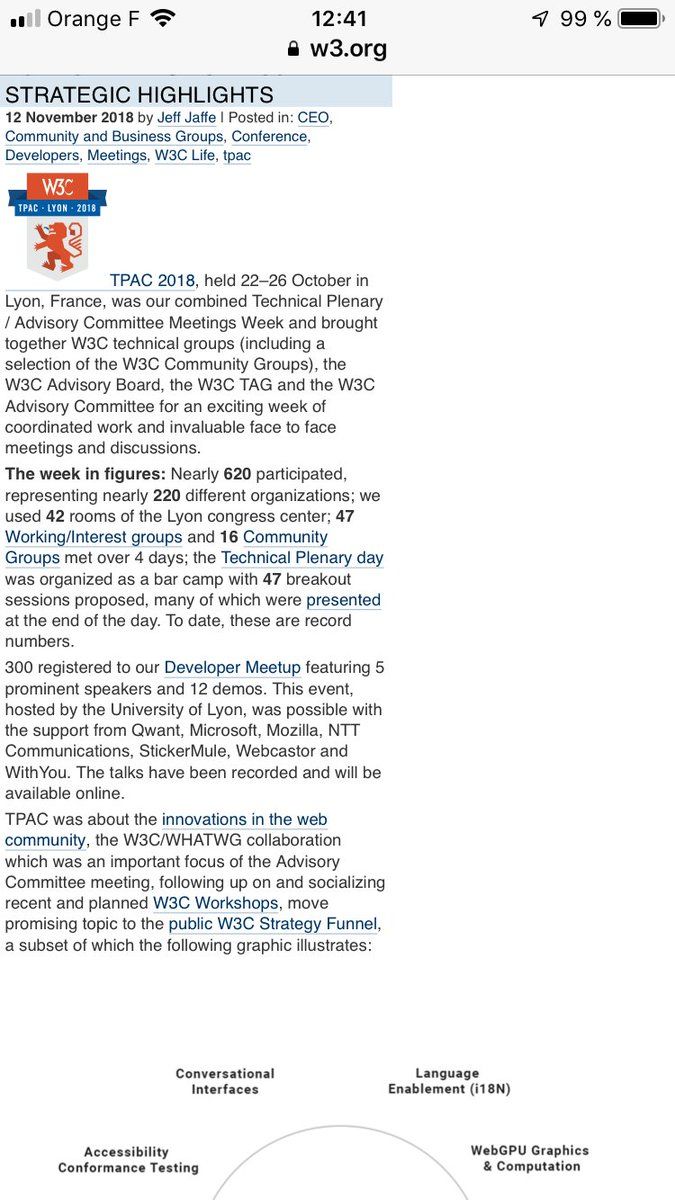 Orange F 12:41 99 %
w3.org
STRATEGIC HIGHLIGHTS
12 November 2018 by Jeff Jaffe | Posted in: CEO,
Community and Business Groups, Conference,
Developers, Meetings, W3C Life, tpac
W3C
TPAC · LYON · 2018
TPAC 2018, held 22–26 October in
Lyon, France, was our combined Technical Plenary
/ Advisory Committee Meetings Week and brought
together W3C technical groups (including a
selection of the W3C Community Groups), the
W3C Advisory Board, the W3C TAG and the W3C
Advisory Committee for an exciting week of
coordinated work and invaluable face to face
meetings and discussions.
The week in figures: Nearly 620 participated,
representing nearly 220 different organizations; we
used 42 rooms of the Lyon congress center; 47
Working/Interest groups and 16 Community
Groups met over 4 days; the Technical Plenary day
was organized as a bar camp with 47 breakout
sessions proposed, many of which were presented
at the end of the day. To date, these are record
numbers.
300 registered to our Developer Meetup featuring 5
prominent speakers and 12 demos. This event,
hosted by the University of Lyon, was possible with
the support from Qwant, Microsoft, Mozilla, NTT
Communications, StickerMule, Webcastor and
WithYou. The talks have been recorded and will be
available online.
TPAC was about the innovations in the web
community, the W3C/WHATWG collaboration
which was an important focus of the Advisory
Committee meeting, following up on and socializing
recent and planned W3C Workshops, move
promising topic to the public W3C Strategy Funnel,
a subset of which the following graphic illustrates:
Conversational
Interfaces
Language
Enablement (i18N)
Accessibility
Conformance Testing
WebGPU Graphics
& Computation